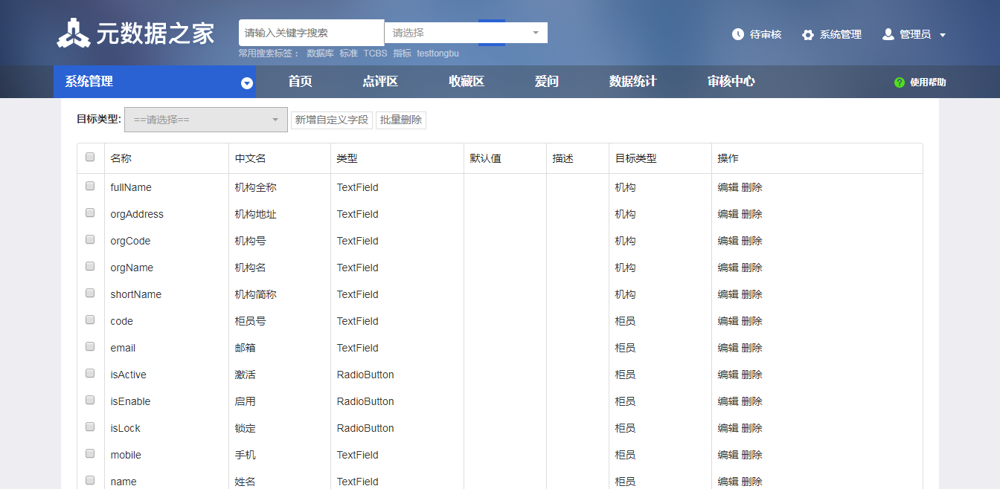 元数据之家
请输入关键字搜索 请选择
待审核 系统管理 管理员
常用搜索标签： 数据库 标准 TCBS 指标 testtongbu
系统管理 首页 点评区 收藏区 爱问 数据统计 审核中心 ? 使用帮助
目标类型: ==请选择== 新增自定义字段 批量删除
名称 中文名 类型 默认值 描述 目标类型 操作
fullName 机构全称 TextField 机构 编辑 删除
orgAddress 机构地址 TextField 机构 编辑 删除
orgCode 机构号 TextField 机构 编辑 删除
orgName 机构名 TextField 机构 编辑 删除
shortName 机构简称 TextField 机构 编辑 删除
code 柜员号 TextField 柜员 编辑 删除
email 邮箱 TextField 柜员 编辑 删除
isActive 激活 RadioButton 柜员 编辑 删除
isEnable 启用 RadioButton 柜员 编辑 删除
isLock 锁定 RadioButton 柜员 编辑 删除
mobile 手机 TextField 柜员 编辑 删除
name 姓名 TextField 柜员 编辑 删除